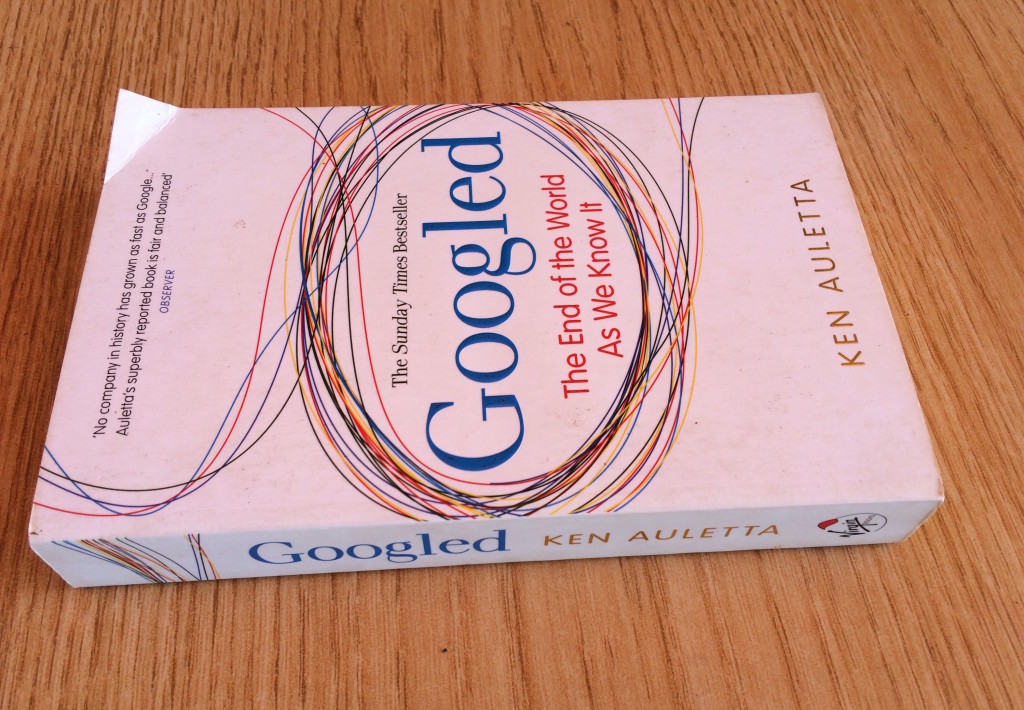 'No company in history has grown as fast as Google...
Auletta's superbly reported book is fair and balanced'
OBSERVER
The Sunday Times Bestseller
Googled
The End of the World
As We Know It
KEN AULETTA
Googled KEN AULETTA